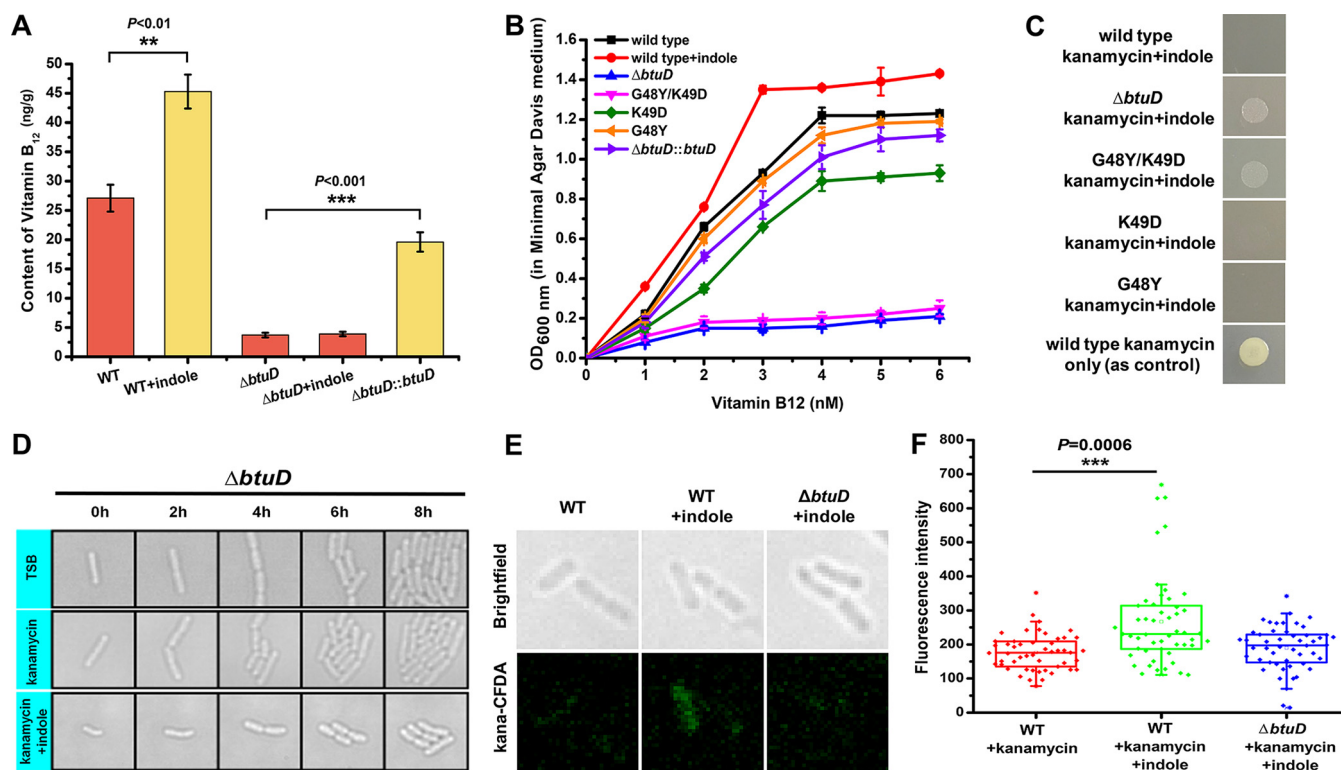 A
P<0.01
**
P<0.001
***
Content of Vitamin B12 (ng/g)
50
45
40
35
30
25
20
15
10
5
0
WT
WT+indole
ΔbtuD
ΔbtuD+indole
ΔbtuD::btuD
B
wild type
wild type+indole
ΔbtuD
G48Y/K49D
K49D
G48Y
ΔbtuD::btuD
OD600 nm (in Minimal Agar Davis medium)
1.6
1.4
1.2
1.0
0.8
0.6
0.4
0.2
0.0
0 1 2 3 4 5 6
Vitamin B12 (nM)
C
wild type
kanamycin+indole
ΔbtuD
kanamycin+indole
G48Y/K49D
kanamycin+indole
K49D
kanamycin+indole
G48Y
kanamycin+indole
wild type kanamycin
only (as control)
D
ΔbtuD
0h 2h 4h 6h 8h
TSB
kanamycin
kanamycin
+indole
E
WT
WT
+indole
ΔbtuD
+indole
Brightfield
kana-CFDA
F
P=0.0006
***
Fluorescence intensity
800
700
600
500
400
300
200
100
0
WT
+kanamycin
WT
+kanamycin
+indole
ΔbtuD
+kanamycin
+indole